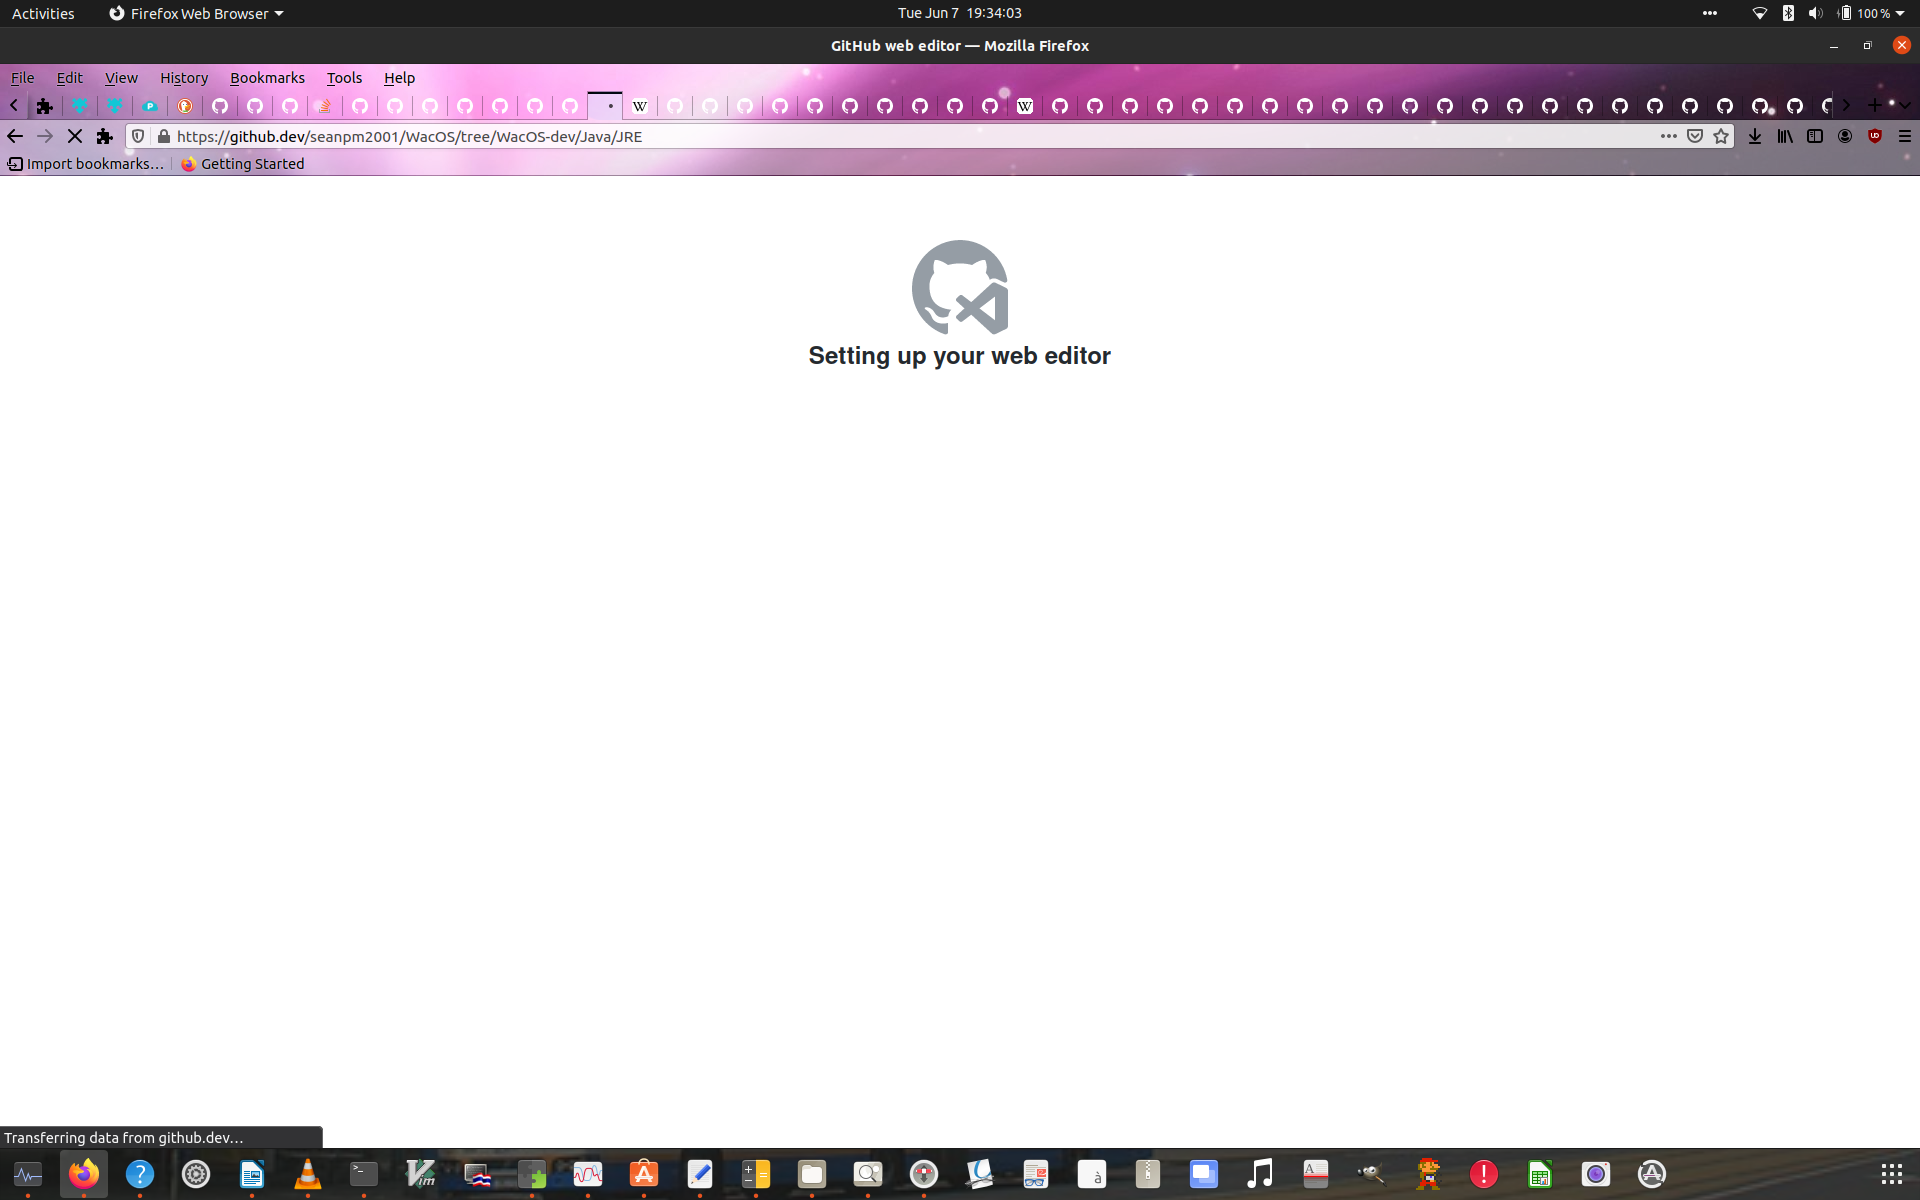 Activities Firefox Web Browser Tue Jun 7 19:34:03 100 %
GitHub web editor — Mozilla Firefox
File Edit View History Bookmarks Tools Help
https://github.dev/seanpm2001/WacOS/tree/WacOS-dev/Java/JRE
Import bookmarks... Getting Started
Setting up your web editor
Transferring data from github.dev...